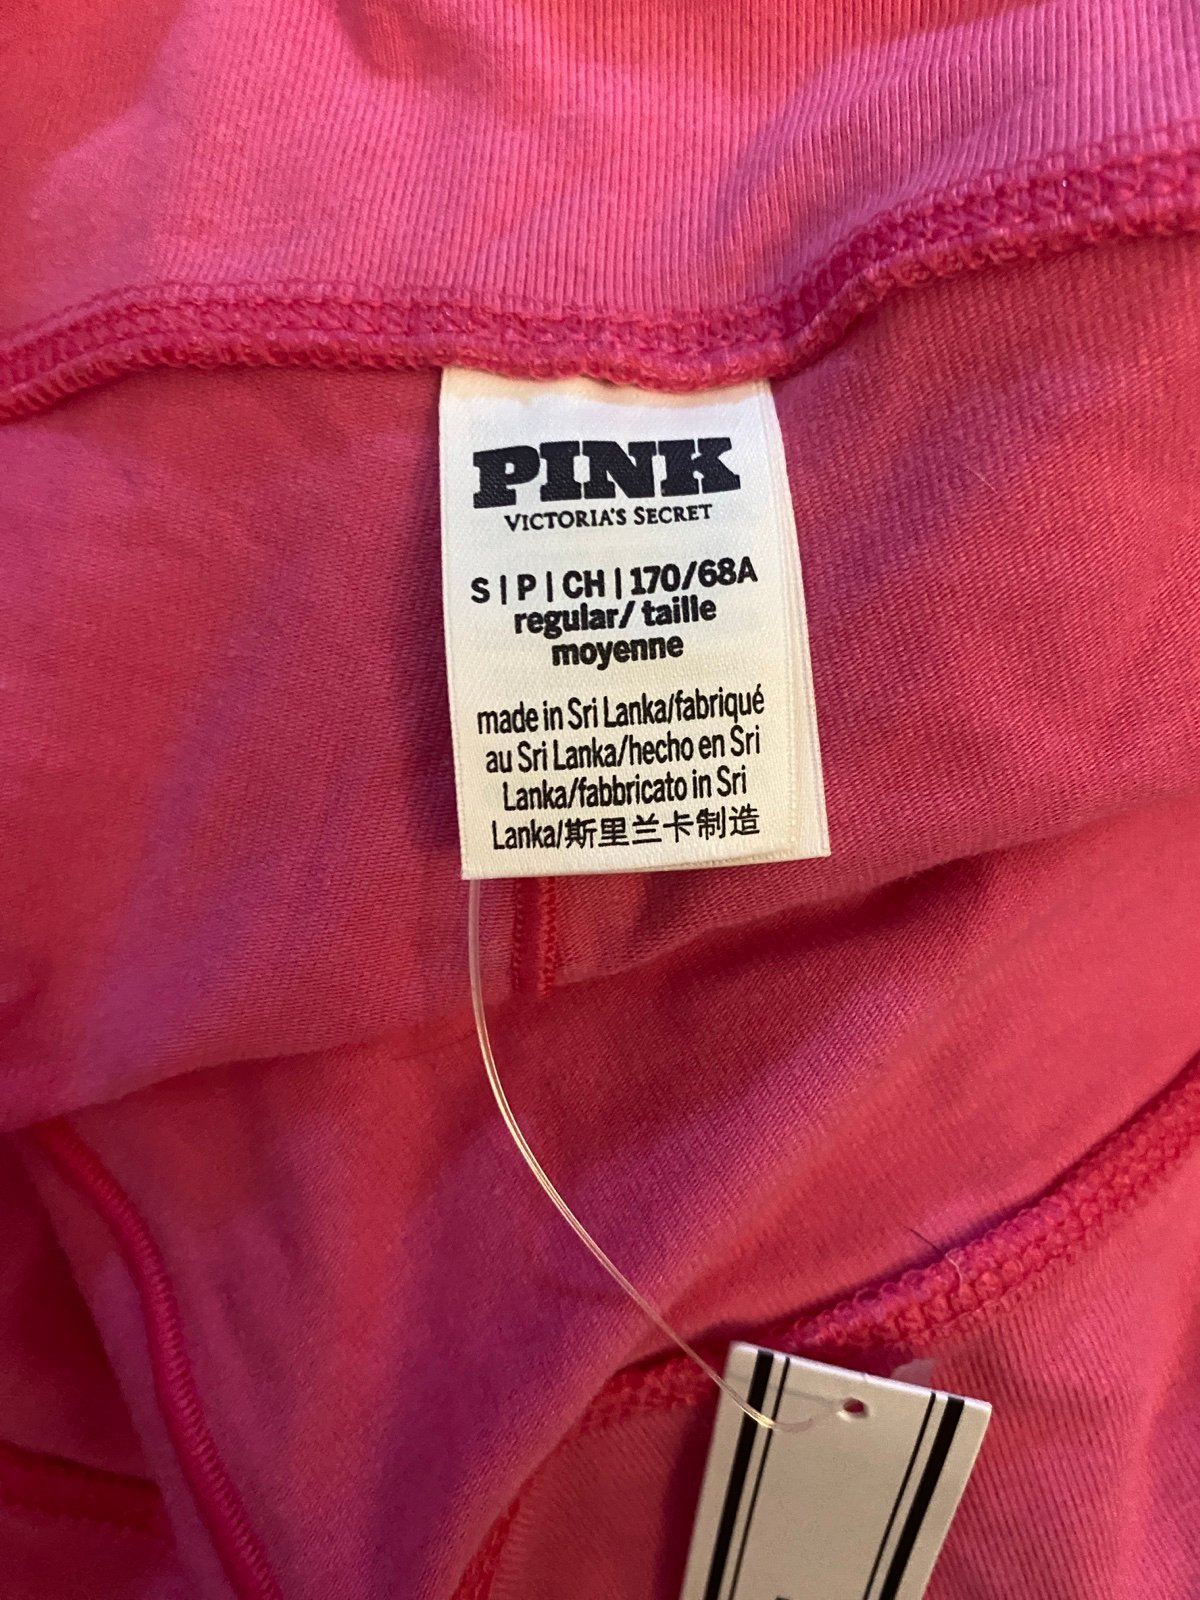 PINK
VICTORIA'S SECRET
S | P | CH | 170/68A
regular/ taille
moyenne
made in Sri Lanka/fabriqué
au Sri Lanka/hecho en Sri
Lanka/fabbricato in Sri
Lanka/斯里兰卡制造